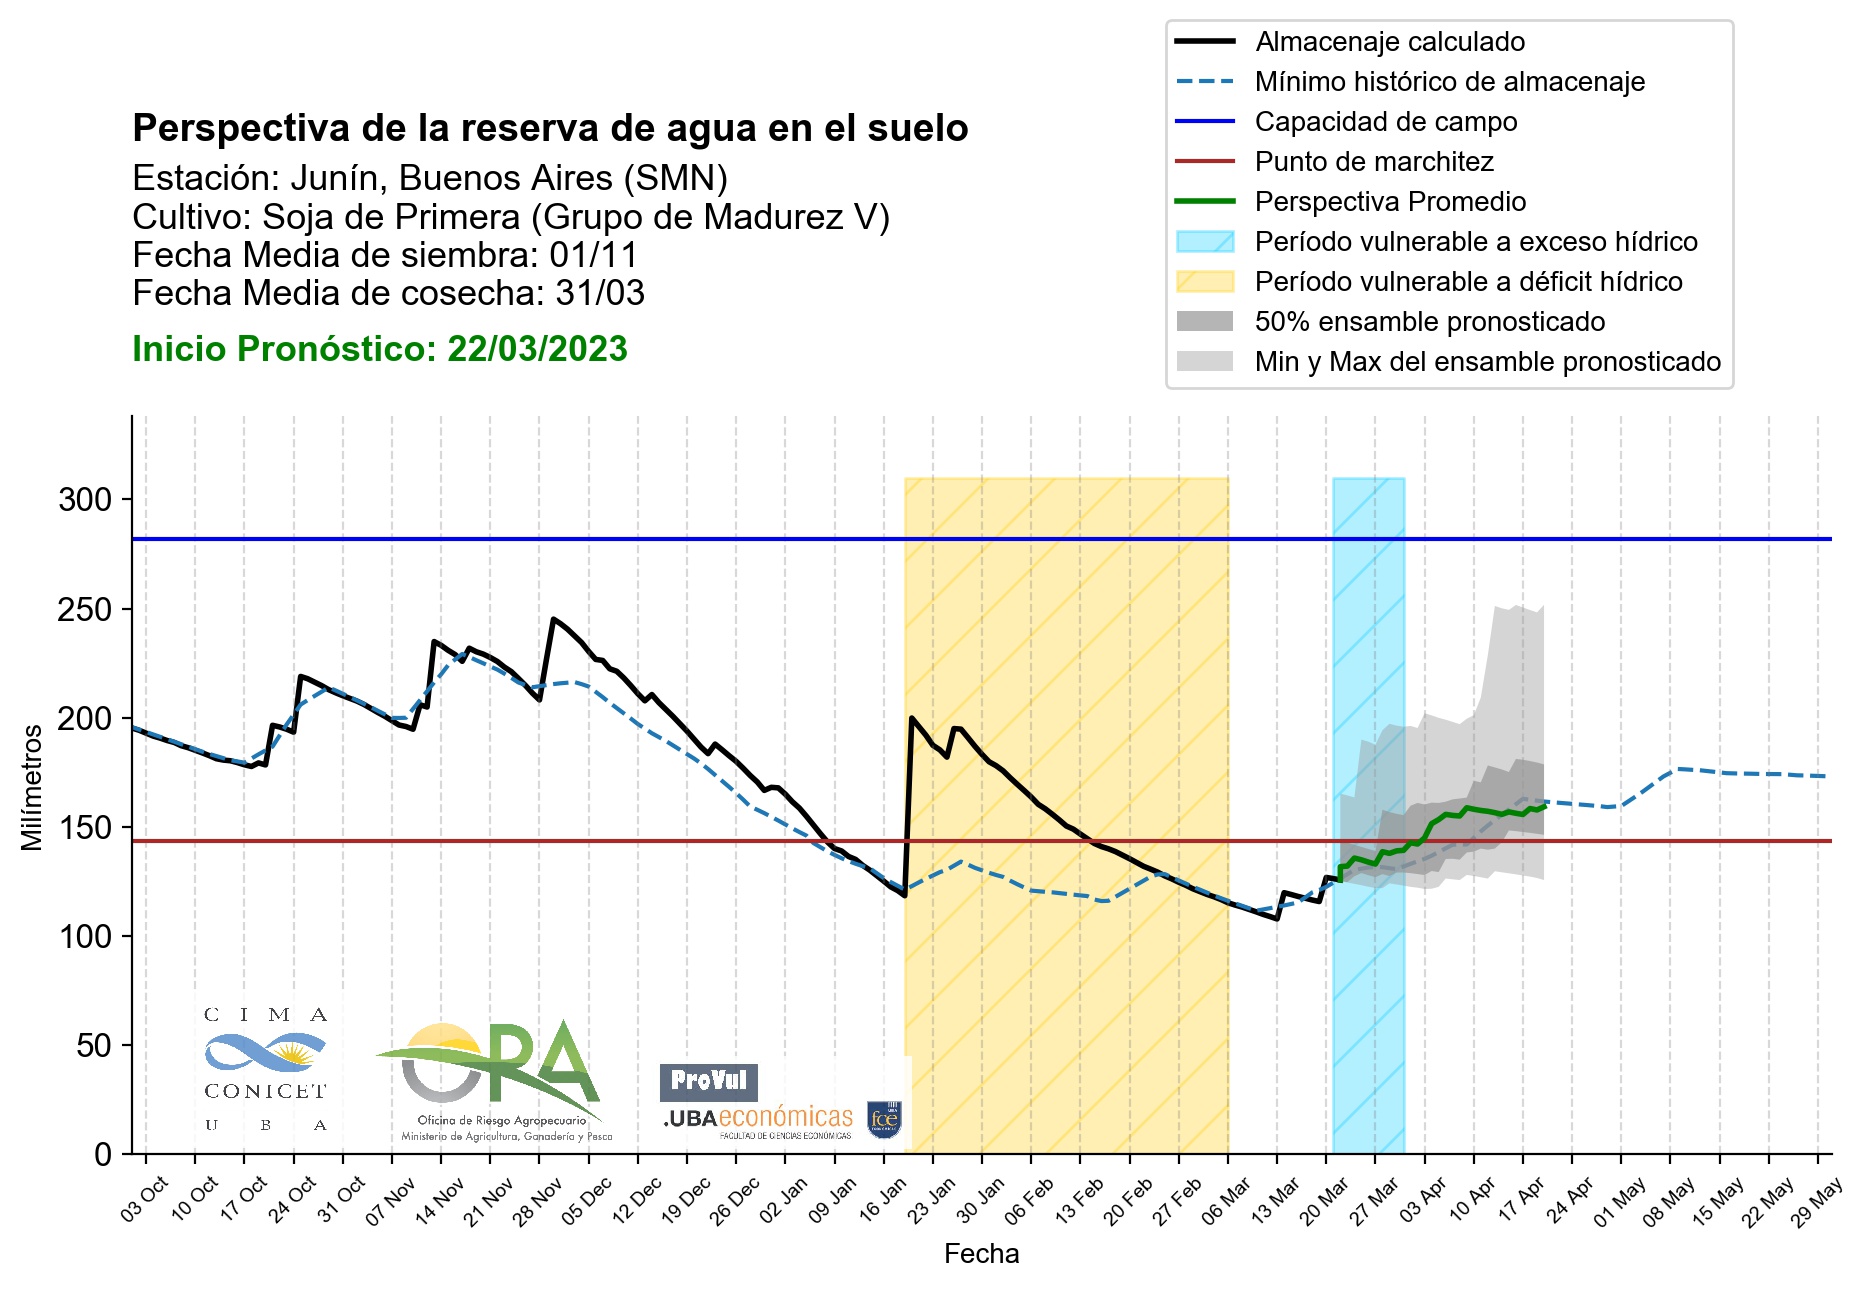 Almacenaje calculado
Mínimo histórico de almacenaje
Capacidad de campo
Punto de marchitez
Perspectiva Promedio
Período vulnerable a exceso hídrico
Período vulnerable a déficit hídrico
50% ensamble pronosticado
Min y Max del ensamble pronosticado
Perspectiva de la reserva de agua en el suelo
Estación: Junín, Buenos Aires (SMN)
Cultivo: Soja de Primera (Grupo de Madurez V)
Fecha Media de siembra: 01/11
Fecha Media de cosecha: 31/03
Inicio Pronóstico: 22/03/2023
Milímetros
300
250
200
150
100
50
0
CIMA
CONICET
UBA
ORA
Oficina de Riesgo Agropecuario
Ministerio de Agricultura, Ganadería y Pesca
ProVul
.UBAeconómicas
FACULTAD DE CIENCIAS ECONÓMICAS
UBA
fce
ECONÓMICAS
03 Oct
10 Oct
17 Oct
24 Oct
31 Oct
07 Nov
14 Nov
21 Nov
28 Nov
05 Dec
12 Dec
19 Dec
26 Dec
02 Jan
09 Jan
16 Jan
23 Jan
30 Jan
06 Feb
13 Feb
20 Feb
27 Feb
06 Mar
13 Mar
20 Mar
27 Mar
03 Apr
10 Apr
17 Apr
24 Apr
01 May
08 May
15 May
22 May
29 May
Fecha